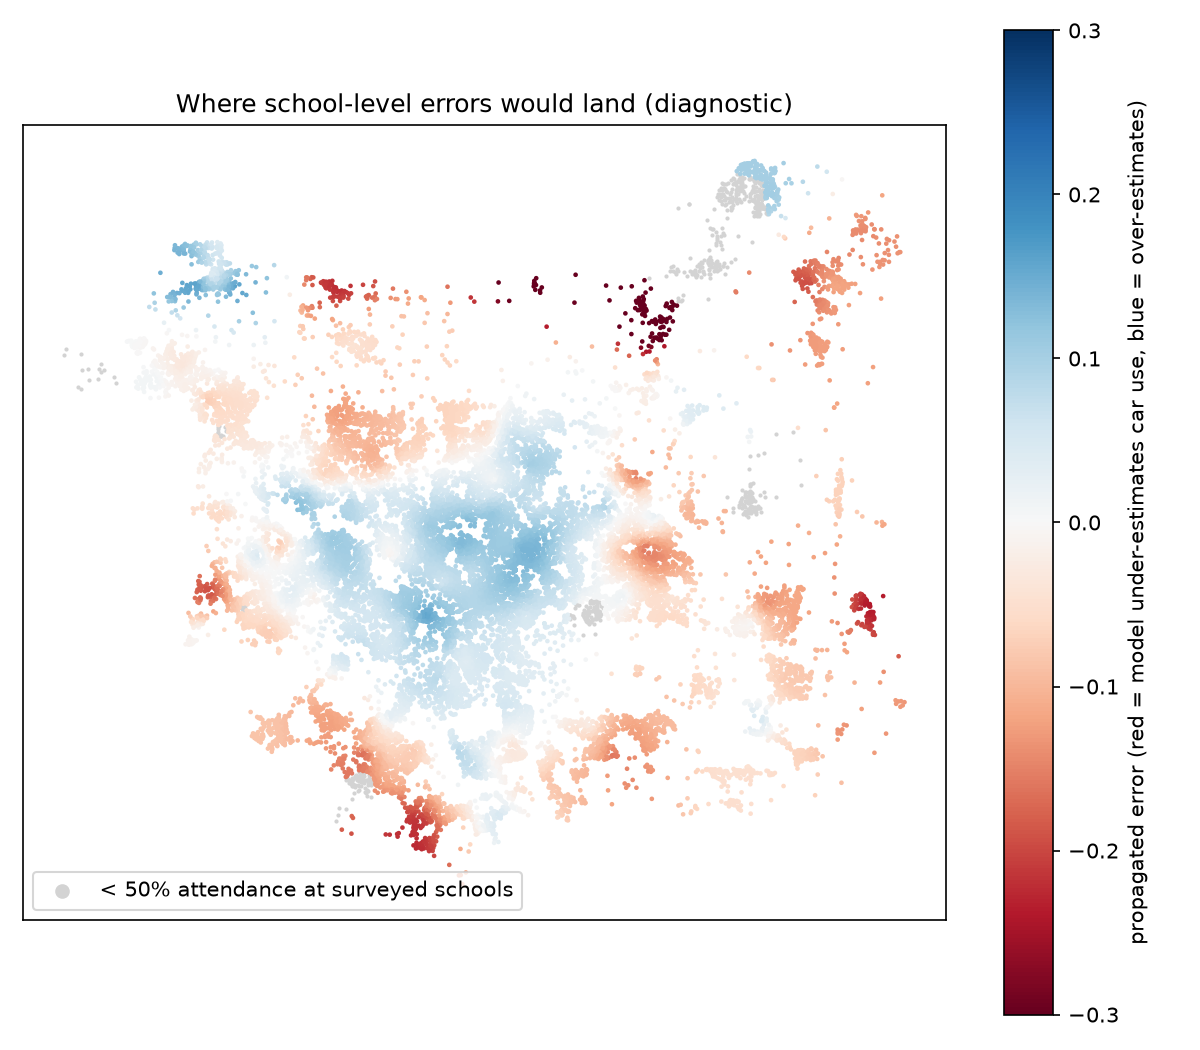 Where school-level errors would land (diagnostic)
< 50% attendance at surveyed schools
0.3
0.2
0.1
0.0
−0.1
−0.2
−0.3
propagated error (red = model under-estimates car use, blue = over-estimates)